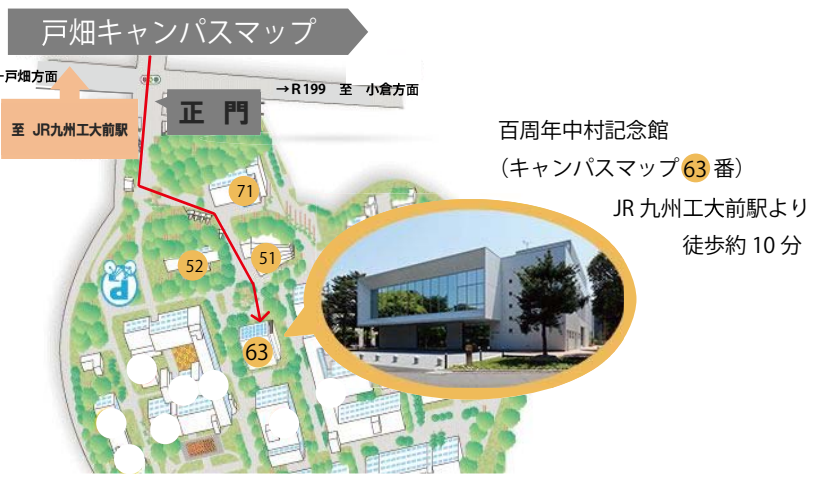 戸畑キャンパスマップ
←戸畑方面
→R199 至 小倉方面
至 JR九州工大前駅
正 門
71
52
51
63
百周年中村記念館
（キャンパスマップ63番）
JR 九州工大前駅より
徒歩約 10 分